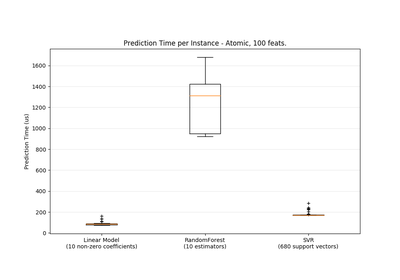 Prediction Time per Instance - Atomic, 100 feats.
Prediction Time (us)
1600
1400
1200
1000
800
600
400
200
0
Linear Model
(10 non-zero coefficients)
RandomForest
(10 estimators)
SVR
(680 support vectors)